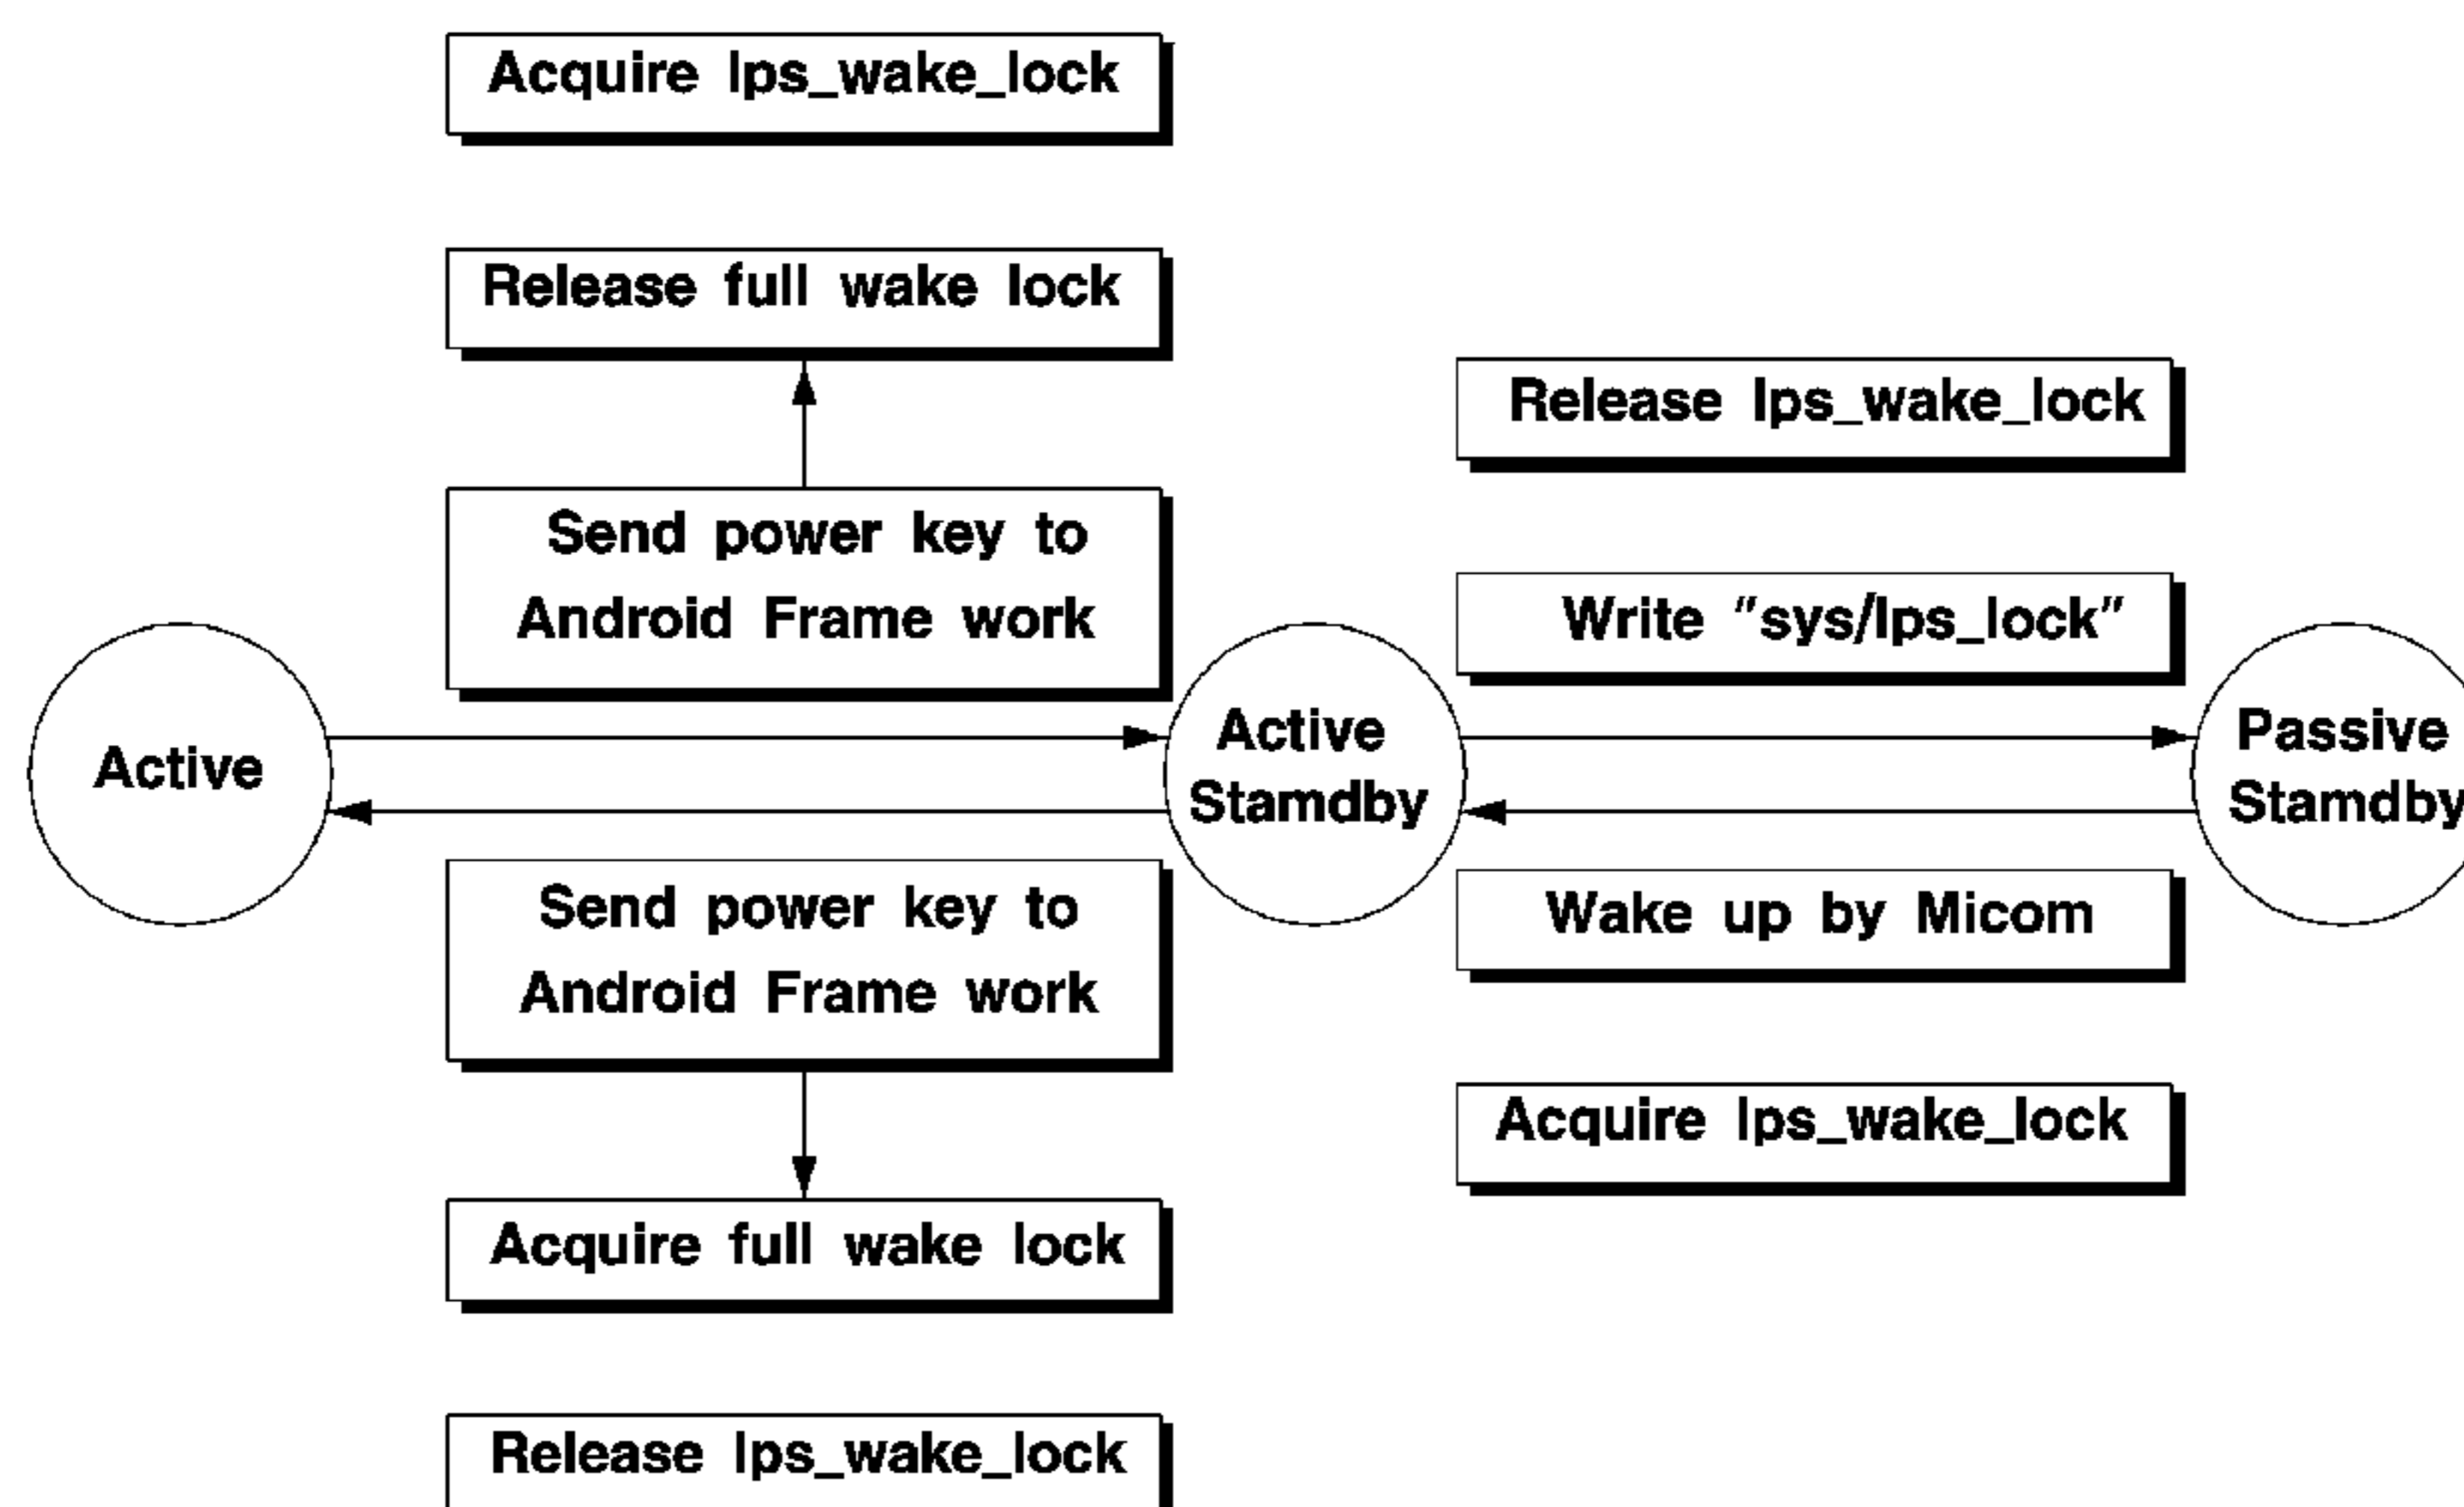 Acquire lps_wake_lock
Release full wake lock
Send power key to
Android Frame work
Release lps_wake_lock
Write "sys/lps_lock"
Active
Active
Stamdby
Passive
Stamdby
Send power key to
Android Frame work
Wake up by Micom
Acquire lps_wake_lock
Acquire full wake lock
Release lps_wake_lock